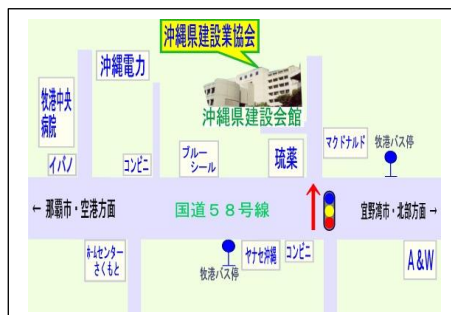 沖縄県建設業協会
沖縄電力
牧港中央
病院
沖縄県建設会館
イバノ
コンビニ
ブルー
シール
琉薬
マクドナルド
牧港バス停
← 那覇市・空港方面
国道58号線
宜野湾市・北部方面→
ホームセンター
さくもと
牧港バス停
ヤナセ沖縄
コンビニ
A&W